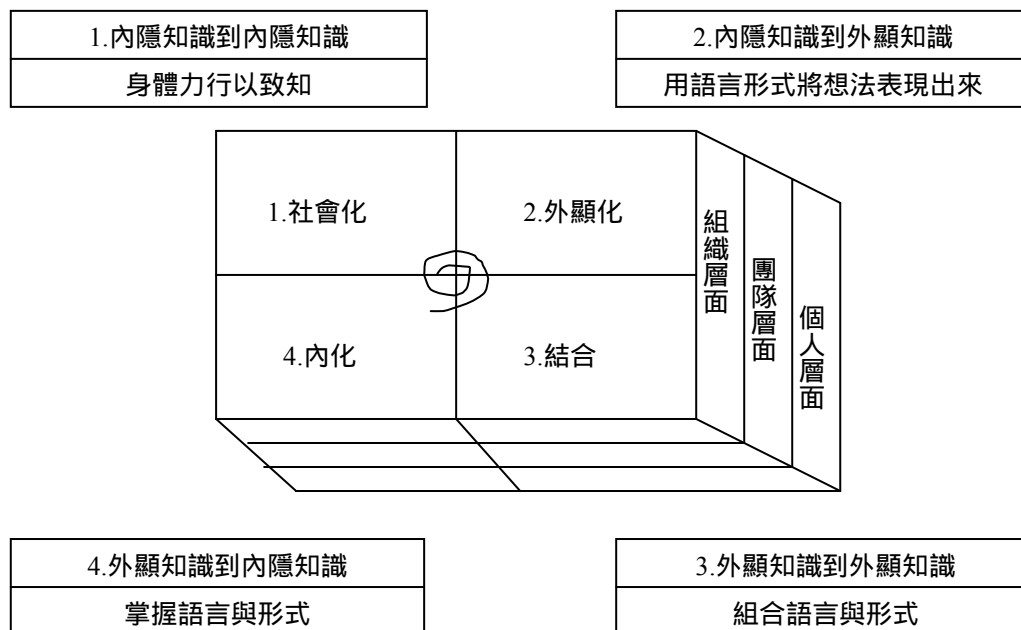 1.內隱知識到內隱知識
身體力行以致知
2.內隱知識到外顯知識
用語言形式將想法表現出來
1.社會化
2.外顯化
4.內化
3.結合
組織層面
團隊層面
個人層面
4.外顯知識到內隱知識
掌握語言與形式
3.外顯知識到外顯知識
組合語言與形式